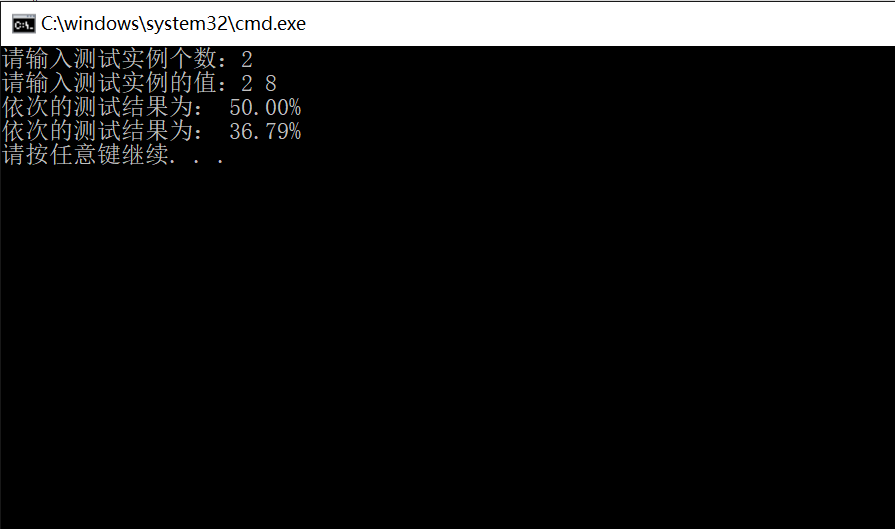 C:\windows\system32\cmd.exe
请输入测试实例个数：2
请输入测试实例的值：2 8
依次的测试结果为： 50.00%
依次的测试结果为： 36.79%
请按任意键继续. . .